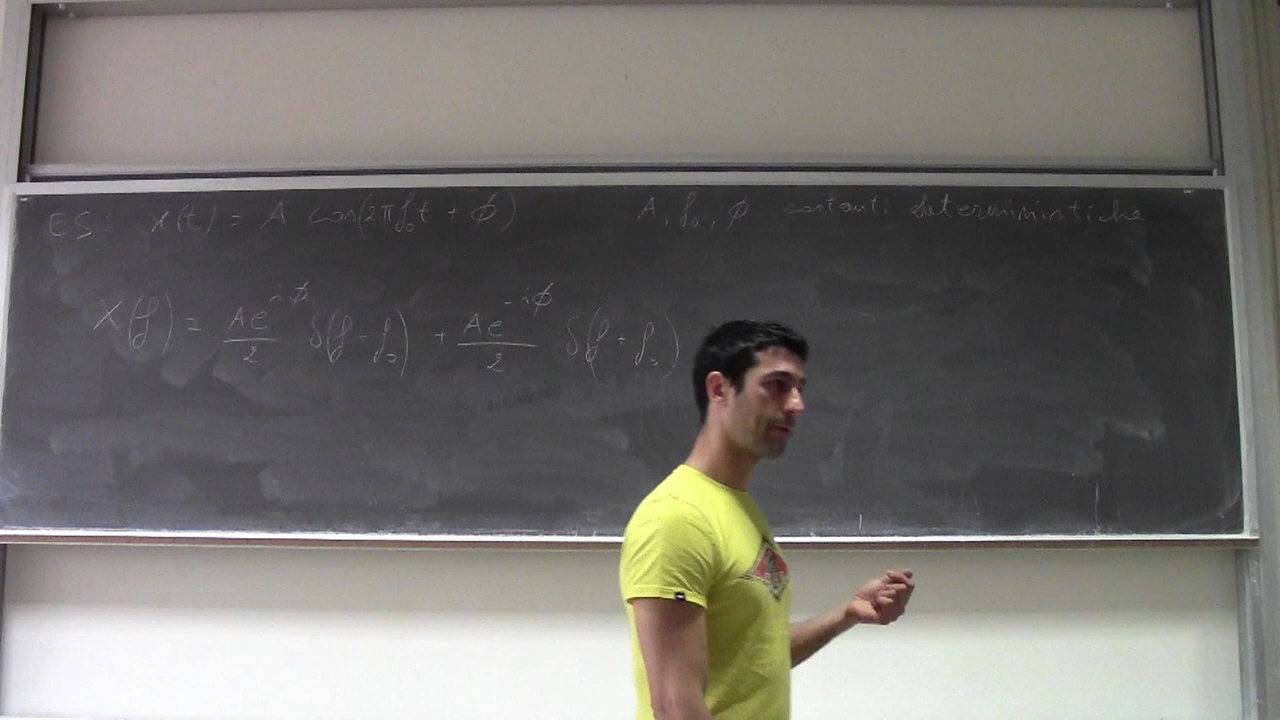 ES: x(t) = A cos(2πf₀t + φ) A, f₀, φ costanti deterministiche
X(f) = Ae^{iφ}/2 δ(f - f₀) + Ae^{-iφ}/2 δ(f + f₀)